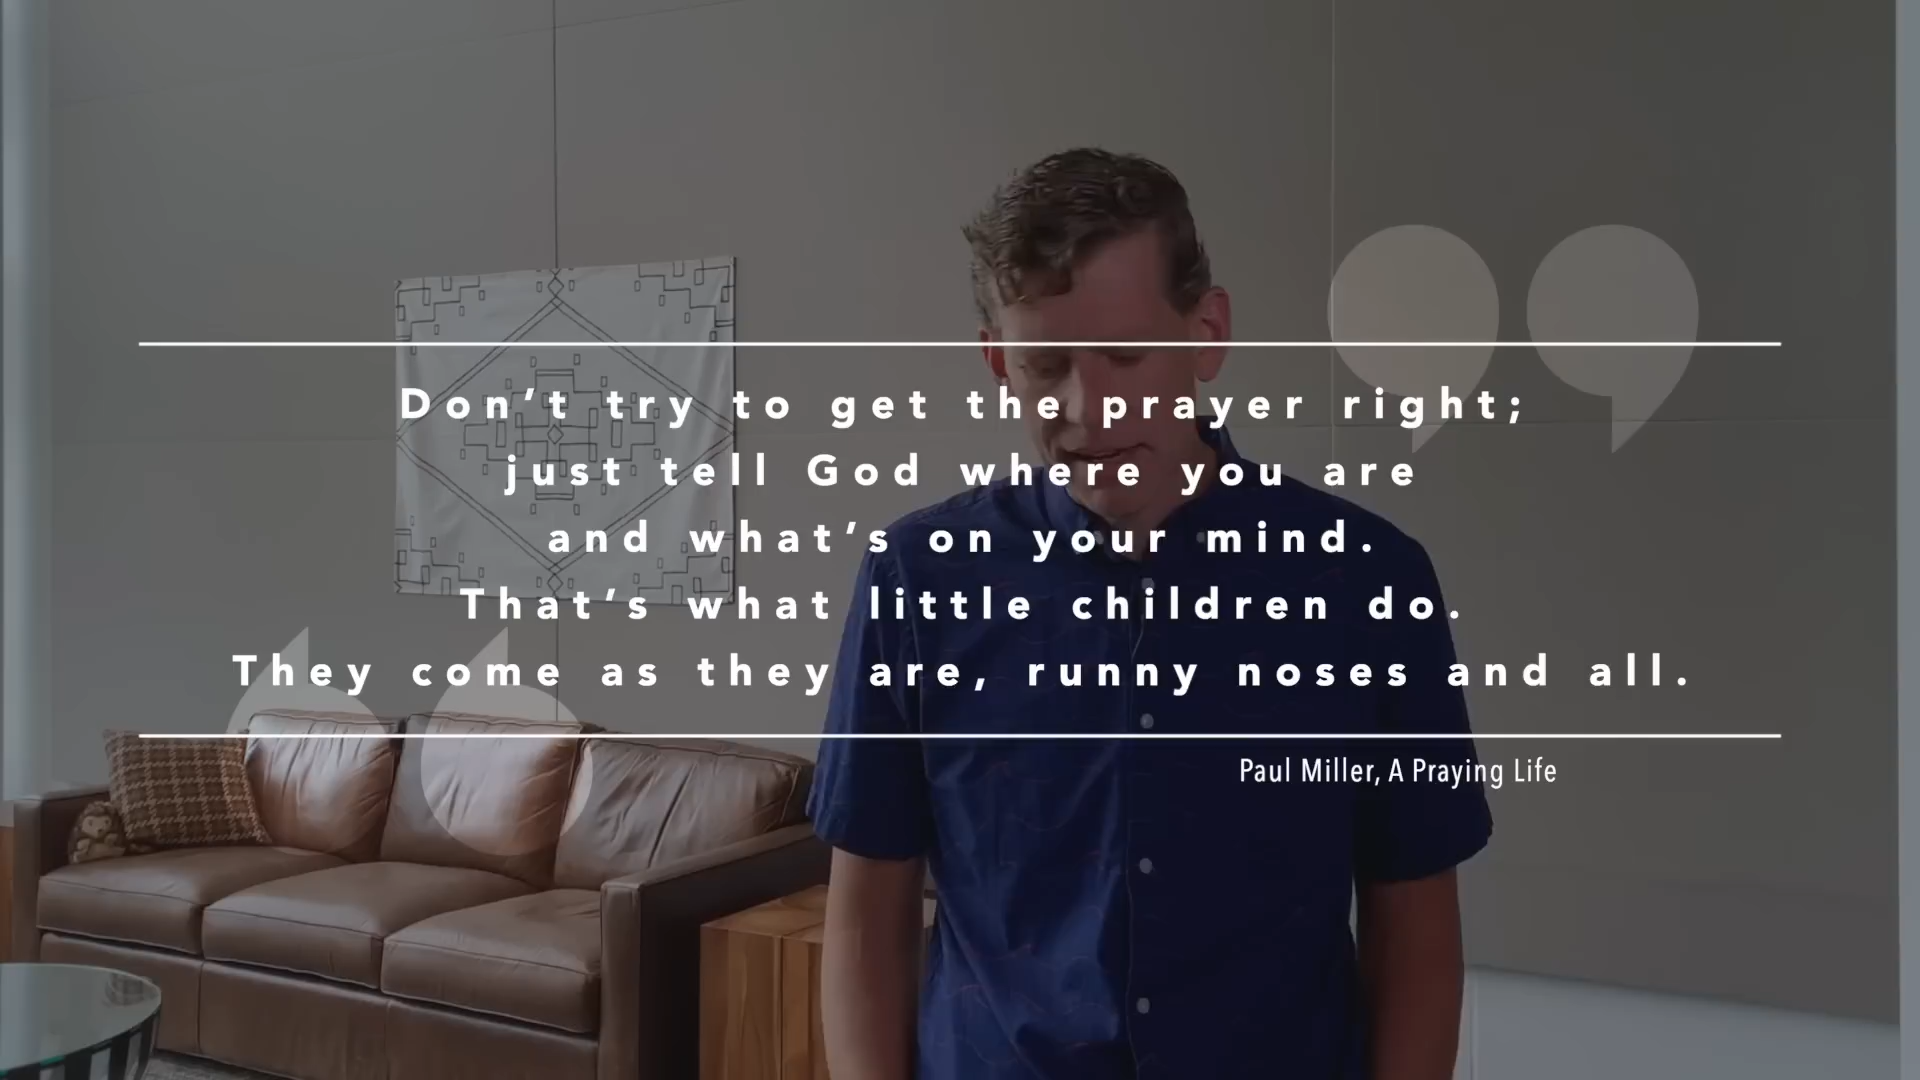 Don’t try to get the prayer right;
just tell God where you are
and what’s on your mind.
That’s what little children do.
They come as they are, runny noses and all.
Paul Miller, A Praying Life